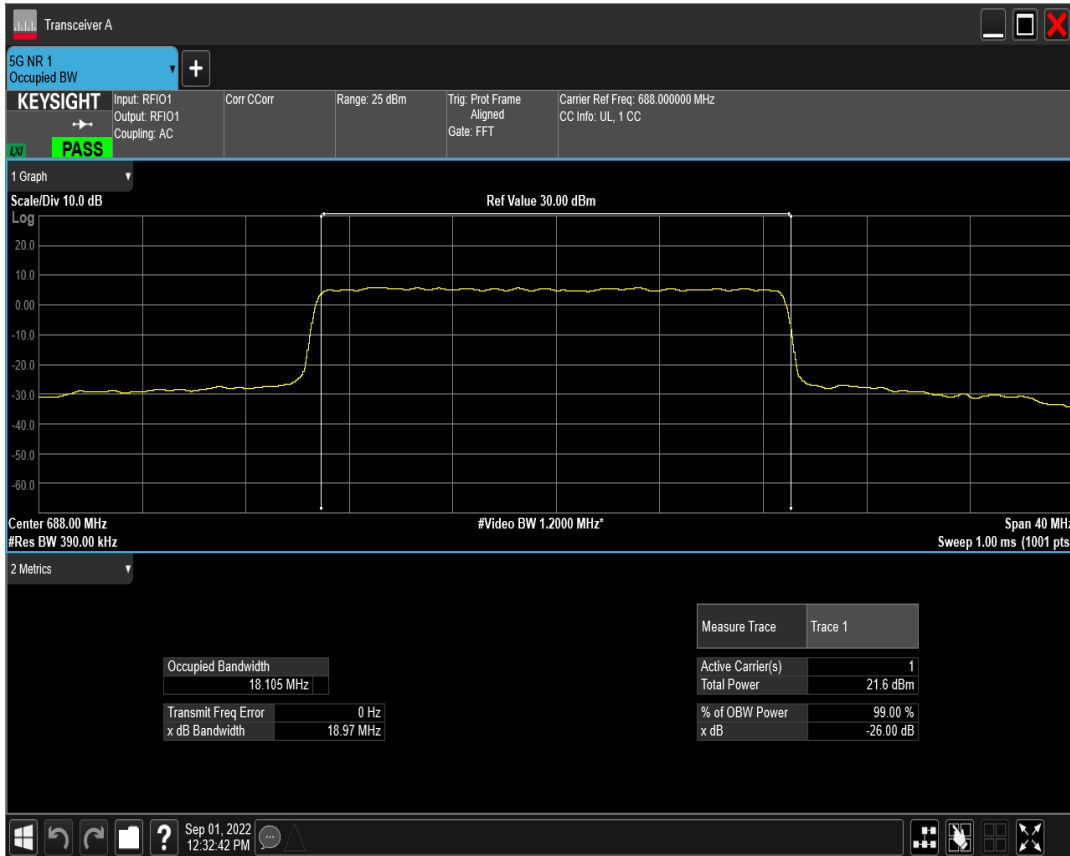 Transceiver A
5G NR 1
Occupied BW
+
KEYSIGHT
LXI
PASS
Input: RFIO1
Output: RFIO1
Coupling: AC
Corr CCorr
Range: 25 dBm
Trig: Prot Frame
Aligned
Gate: FFT
Carrier Ref Freq: 688.000000 MHz
CC Info: UL, 1 CC
1 Graph
Scale/Div 10.0 dB
Ref Value 30.00 dBm
Log
20.0
10.0
0.00
-10.0
-20.0
-30.0
-40.0
-50.0
-60.0
Center 688.00 MHz
#Video BW 1.2000 MHz*
Span 40 MHz
#Res BW 390.00 kHz
Sweep 1.00 ms (1001 pts
2 Metrics
Measure Trace Trace 1
Occupied Bandwidth
18.105 MHz
Active Carrier(s) 1
Total Power 21.6 dBm
Transmit Freq Error 0 Hz
x dB Bandwidth 18.97 MHz
% of OBW Power 99.00 %
x dB -26.00 dB
?
Sep 01, 2022
12:32:42 PM